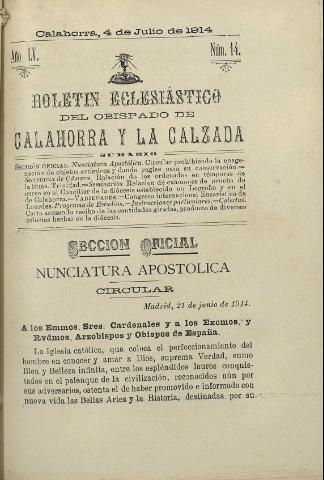 Calahorra, 4 de Julio de 1914
Año LV.
Núm. 14.
BOLETIN ECLESIÁSTICO
DEL OBISPADO DE
CALAHORRA Y LA CALZADA
SUMARIO
SECCIÓN OFICIAL. Nunciatura Apostólica. Circular prohibiendo la enage-
nación de objetos artísticos y dando reglas para su conservación —
Secretaría de Cámara. Relación de los ordenados en témporas de
la Stma. Trinidad.—Seminarios. Relación de exámenes de prueba de
curso en el Conciliar de la diócesis establecido en Logroño y en el
de Calahorra.—VARIEDADES.—Congreso internacional Eucarístico de
Lourdes. Programa de Estudios.—Instrucciones particulares.—Colectas.
Carta acusando recibo de las cantidades giradas, producto de diversas
colectas hechas en la diócesis.
SECCION OFICIAL
NUNCIATURA APOSTOLICA
CIRCULAR
Madrid, 21 de junio de 1914.
A los Emmos. Sres. Cardenales y a los Excmos. y
Rvdmos. Arzobispos y Obispos de España.
La Iglesia católica, que coloca el perfeccionamiento del
hombre en conocer y amar a Dios, suprema Verdad, sumo
Bien y Belleza infinita, entre los espléndidos lauros conquis-
tados en el palenque de la civilización, reconocidos aún por
sus adversarios, ostenta el de haber promovido e informado con
nueva vida las Bellas Artes y la Historia, destinadas, por su